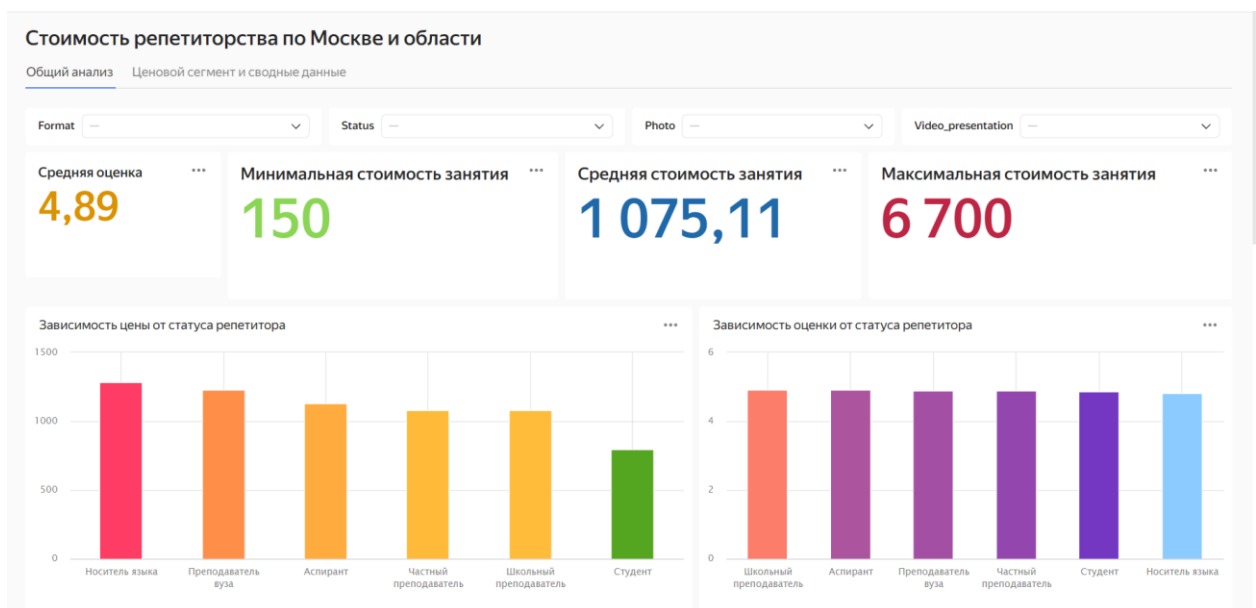 Стоимость репетиторства по Москве и области
Общий анализ Ценовой сегмент и сводные данные
Format — Status — Photo — Video_presentation —
Средняя оценка
4,89
Минимальная стоимость занятия
150
Средняя стоимость занятия
1 075,11
Максимальная стоимость занятия
6 700
Зависимость цены от статуса репетитора
1500
1000
500
0
Носитель языка
Преподаватель
вуза
Аспирант
Частный
преподаватель
Школьный
преподаватель
Студент
Зависимость оценки от статуса репетитора
6
4
2
0
Школьный
преподаватель
Аспирант
Преподаватель
вуза
Частный
преподаватель
Студент
Носитель языка